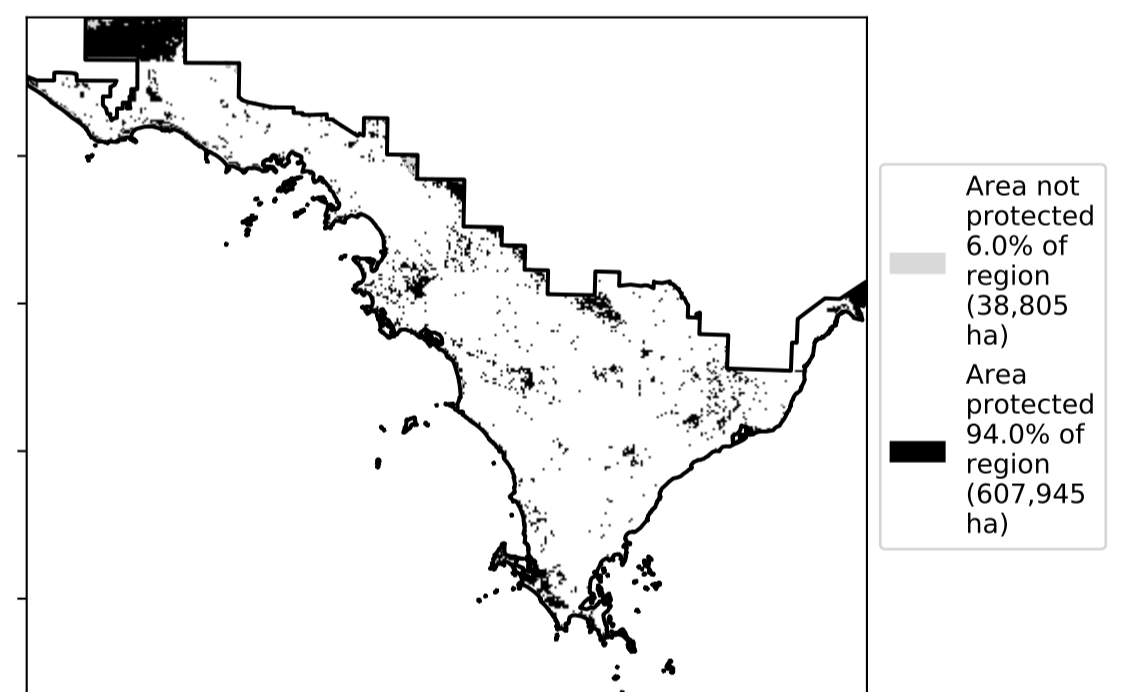 Area not
protected
6.0% of
region
(38,805
ha)
Area
protected
94.0% of
region
(607,945
ha)